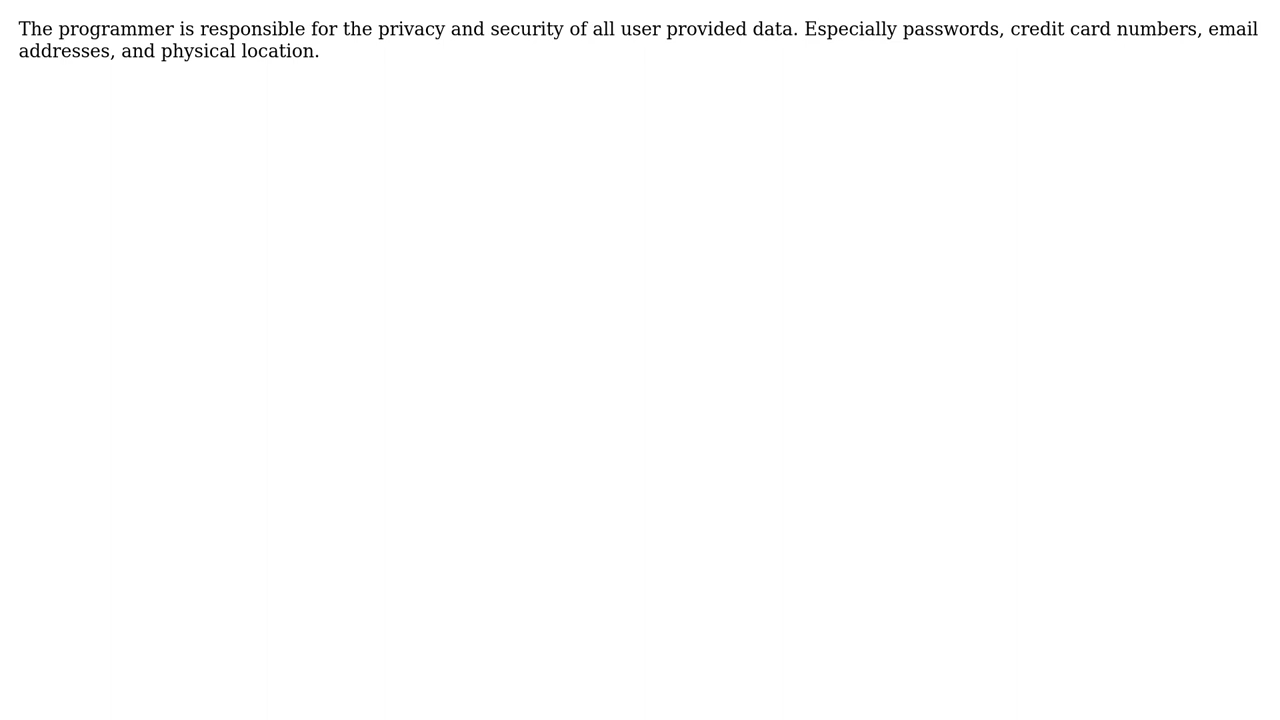 The programmer is responsible for the privacy and security of all user provided data. Especially passwords, credit card numbers, email
addresses, and physical location.